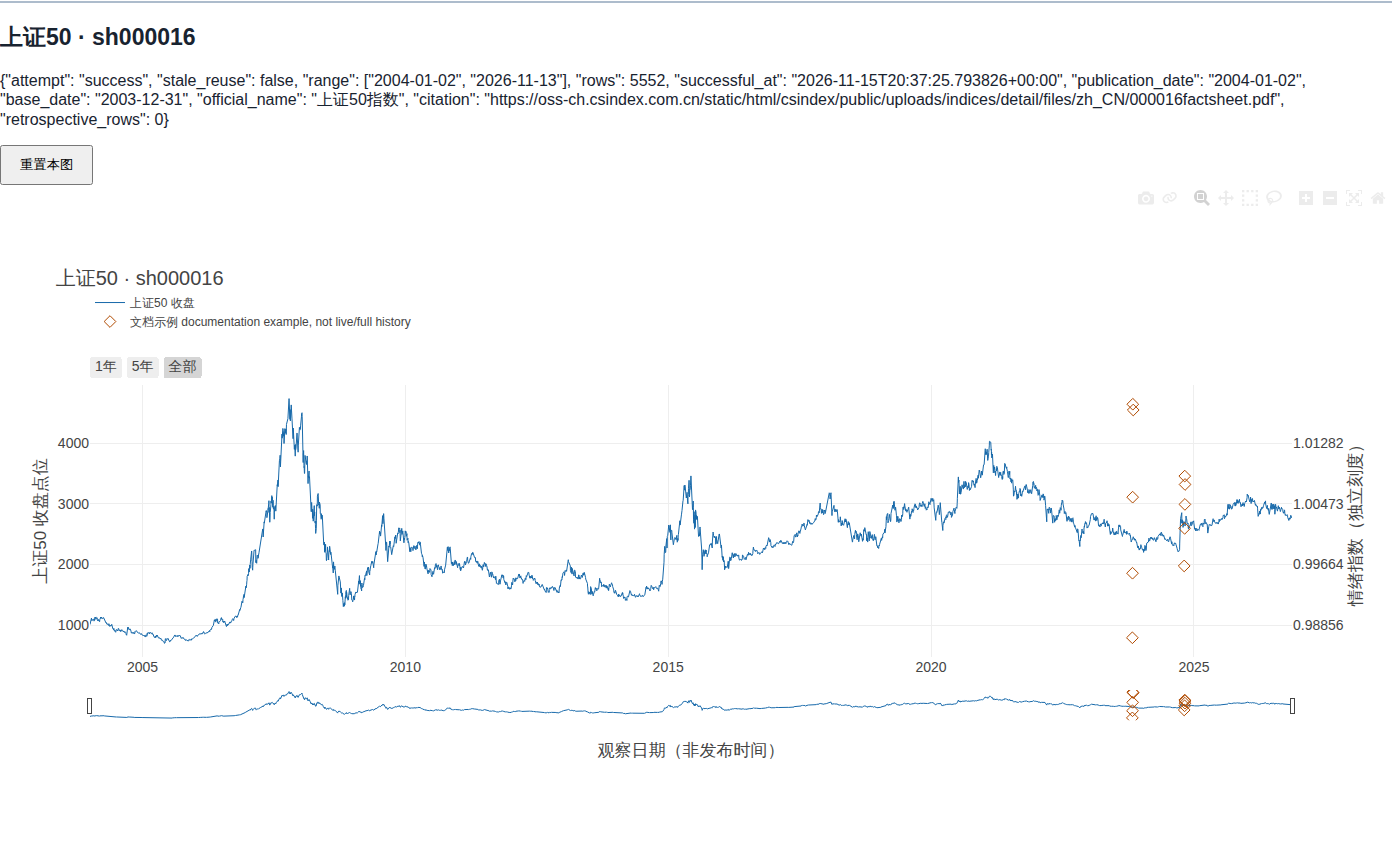 上证50 · sh000016
{"attempt": "success", "stale_reuse": false, "range": ["2004-01-02", "2026-11-13"], "rows": 5552, "successful_at": "2026-11-15T20:37:25.793826+00:00", "publication_date": "2004-01-02",
"base_date": "2003-12-31", "official_name": "上证50指数", "citation": "https://oss-ch.csindex.com.cn/static/html/csindex/public/uploads/indices/detail/files/zh_CN/000016factsheet.pdf",
"retrospective_rows": 0}
重置本图
上证50 · sh000016
上证50 收盘
文档示例 documentation example, not live/full history
1年 5年 全部
上证50 收盘点位
4000
3000
2000
1000
1.01282
1.00473
0.99664
0.98856
情绪指数（独立刻度）
2005 2010 2015 2020 2025
观察日期（非发布时间）